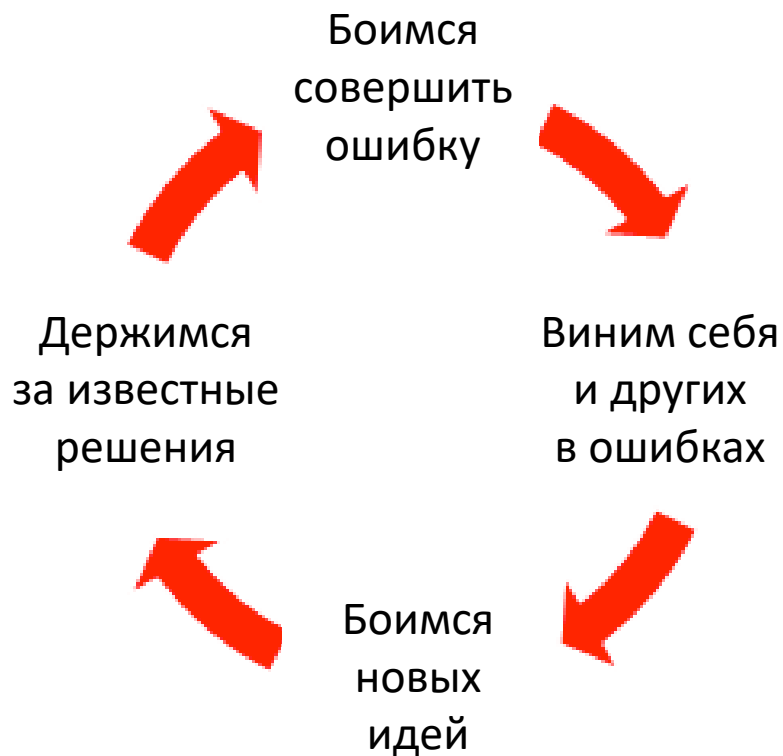 Боимся
совершить
ошибку
Виним себя
и других
в ошибках
Боимся
новых
идей
Держимся
за известные
решения